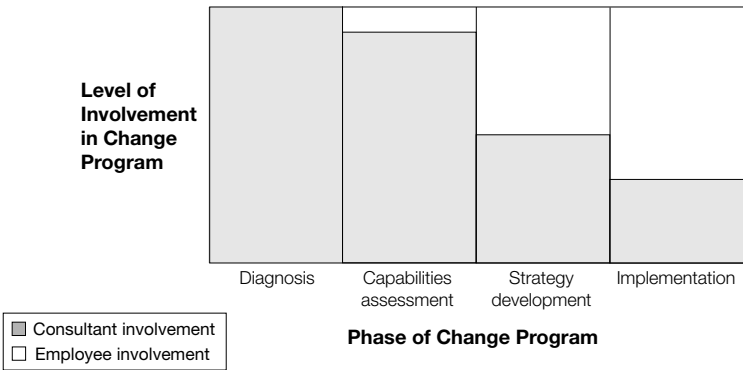 Level of
Involvement
in Change
Program
Diagnosis
Capabilities
assessment
Strategy
development
Implementation
Phase of Change Program
Consultant involvement
Employee involvement